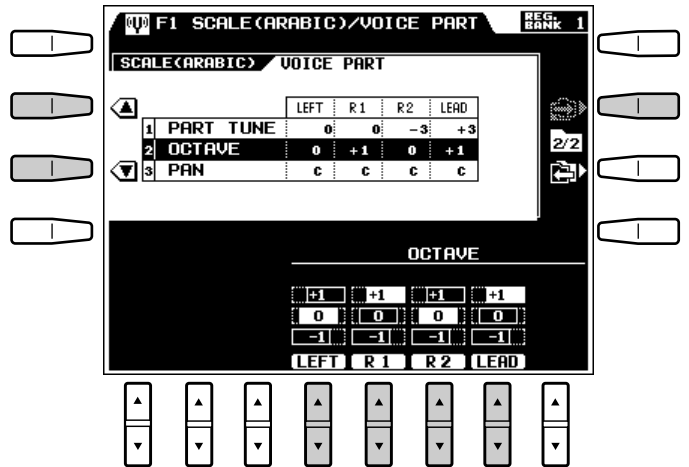 F1 SCALE(ARABIC)/VOICE PART
REG. BANK 1
SCALE(ARABIC) VOICE PART
LEFT R1 R2 LEAD
1 PART TUNE 0 0 -3 +3
2 OCTAVE 0 +1 0 +1
3 PAN C C C C
2/2
OCTAVE
+1 +1 +1 +1
0 0 0 0
-1 -1 -1 -1
LEFT R1 R2 LEAD